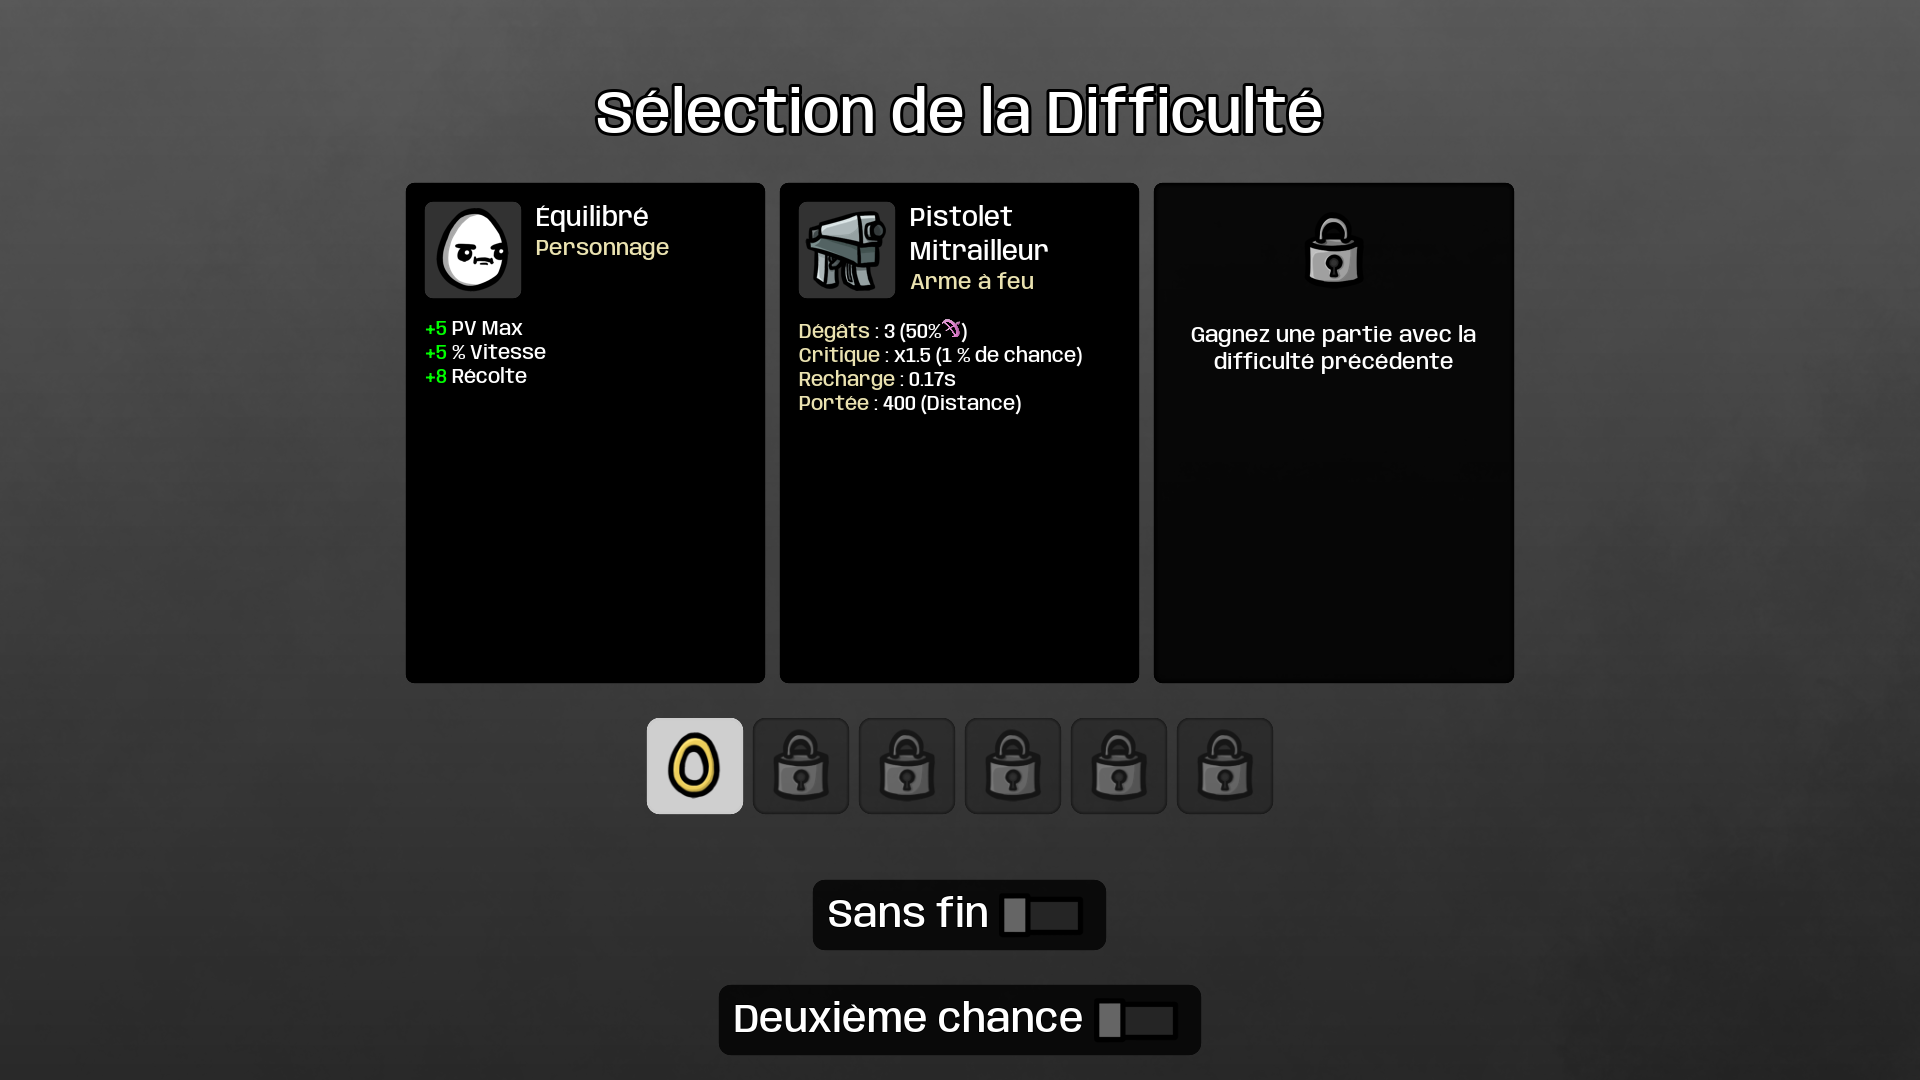 Sélection de la Difficulté
Équilibré
Personnage
+5 PV Max
+5 % Vitesse
+8 Récolte
Pistolet
Mitrailleur
Arme à feu
Dégâts : 3 (50%)
Critique : x1.5 (1 % de chance)
Recharge : 0.17s
Portée : 400 (Distance)
Gagnez une partie avec la
difficulté précédente
0
Sans fin
Deuxième chance